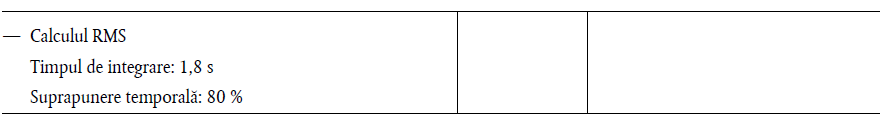 — Calculul RMS
Timpul de integrare: 1,8 s
Suprapunere temporală: 80 %